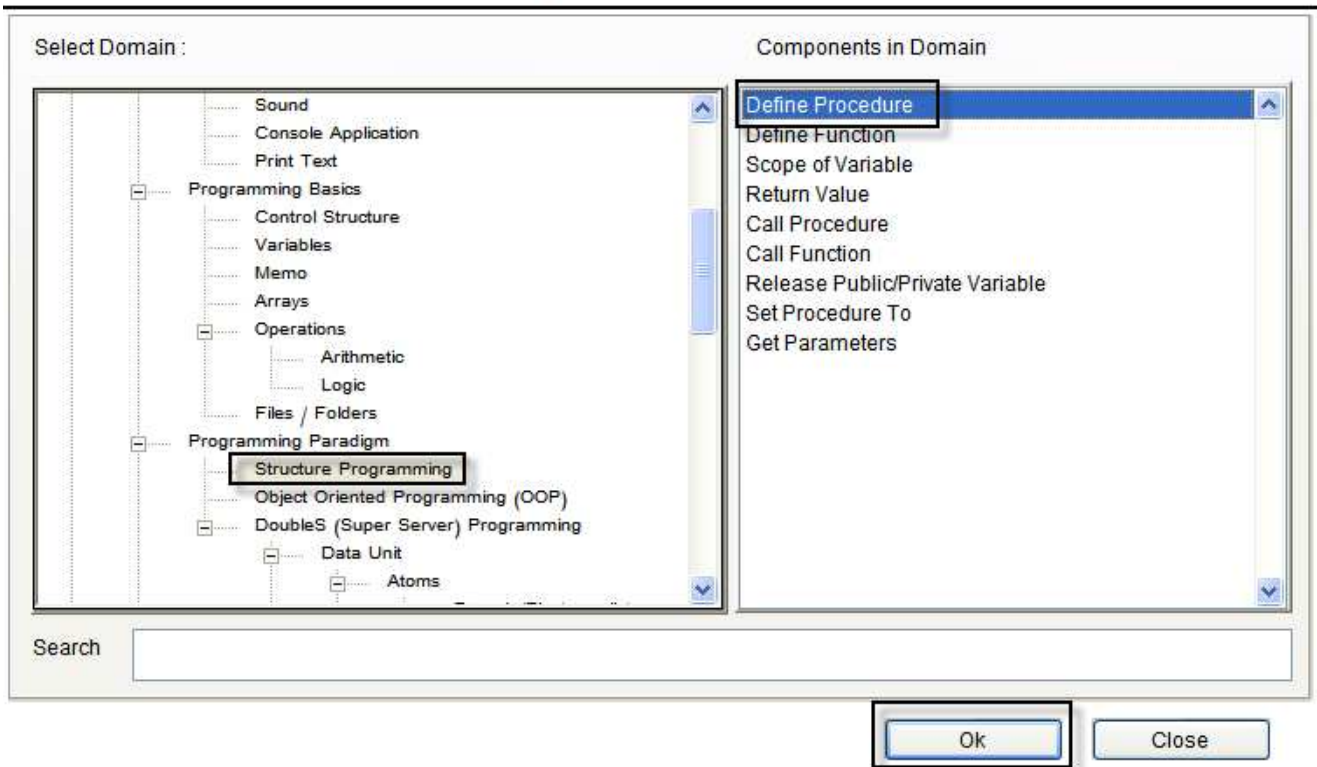 Select Domain :
Components in Domain
Sound
Console Application
Print Text
Programming Basics
Control Structure
Variables
Memo
Arrays
Operations
Arithmetic
Logic
Files / Folders
Programming Paradigm
Structure Programming
Object Oriented Programming (OOP)
DoubleS (Super Server) Programming
Data Unit
Atoms
Define Procedure
Define Function
Scope of Variable
Return Value
Call Procedure
Call Function
Release Public/Private Variable
Set Procedure To
Get Parameters
Search
Ok
Close